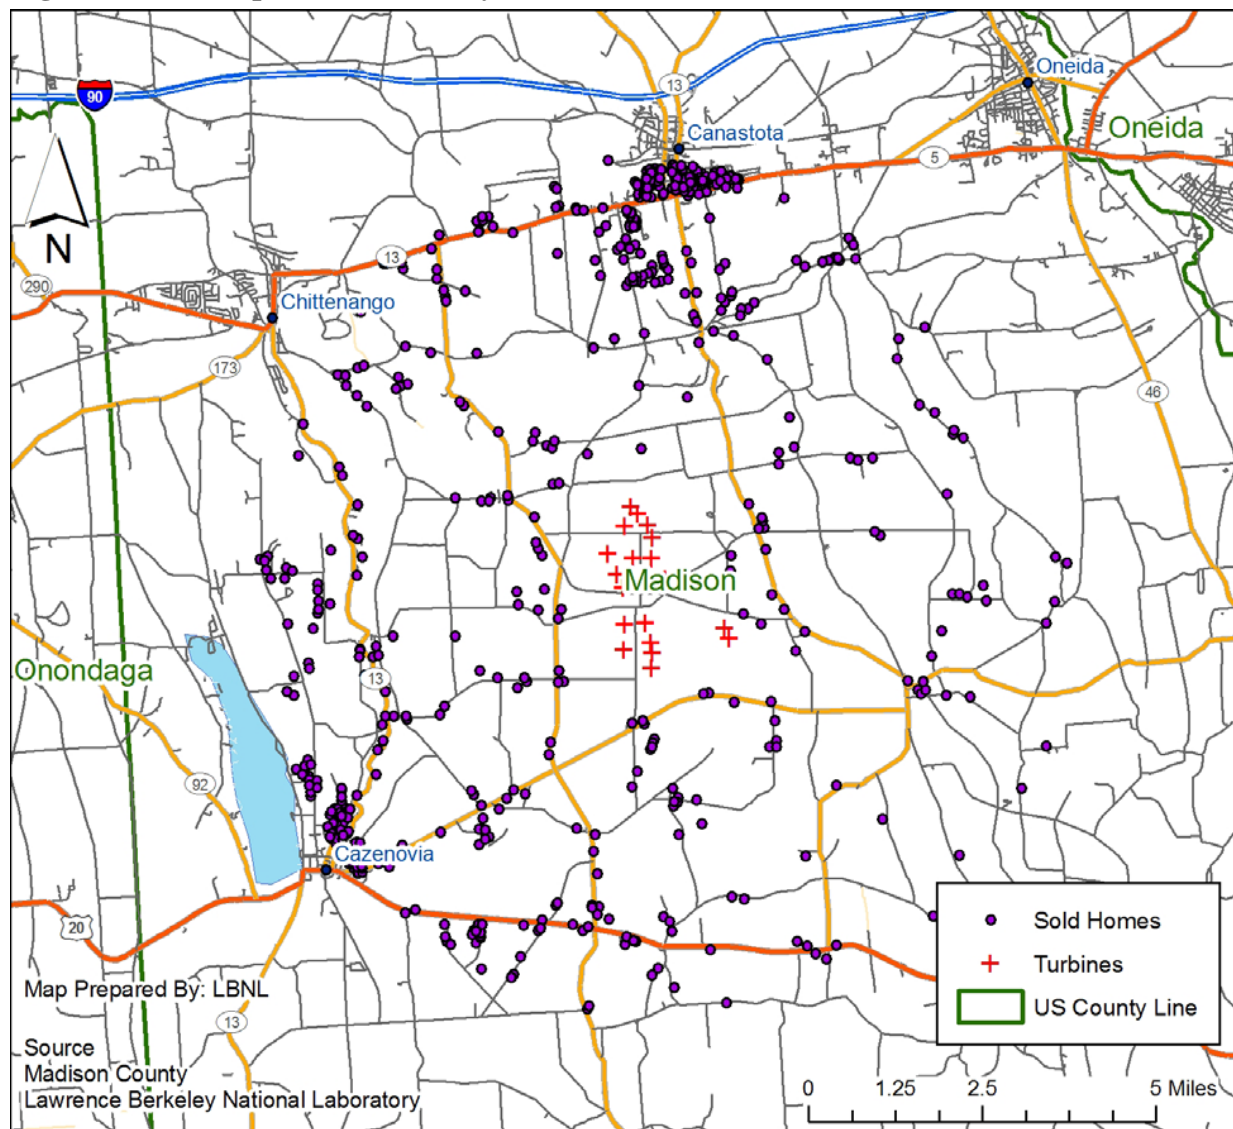 90
13
Oneida
Canastota
Oneida
5
N
13
290
Chittenango
173
46
Madison
Onondaga
13
92
Cazenovia
20
Sold Homes
Turbines
US County Line
Map Prepared By: LBNL
13
Source
Madison County
Lawrence Berkeley National Laboratory
0 1.25 2.5 5 Miles